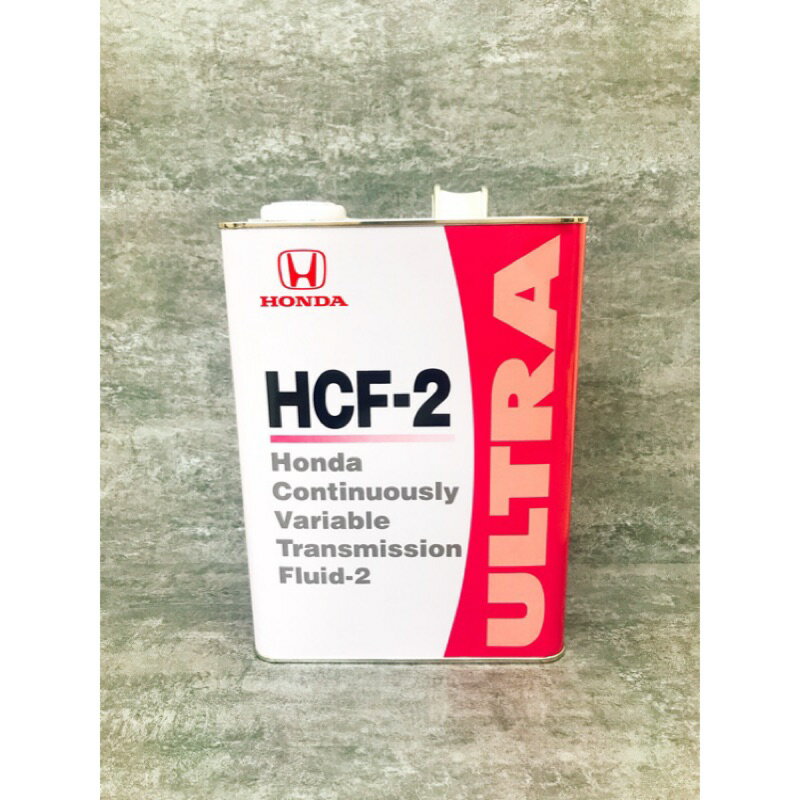 HONDA
HCF-2
Honda
Continuously
Variable
Transmission
Fluid-2
ULTRA